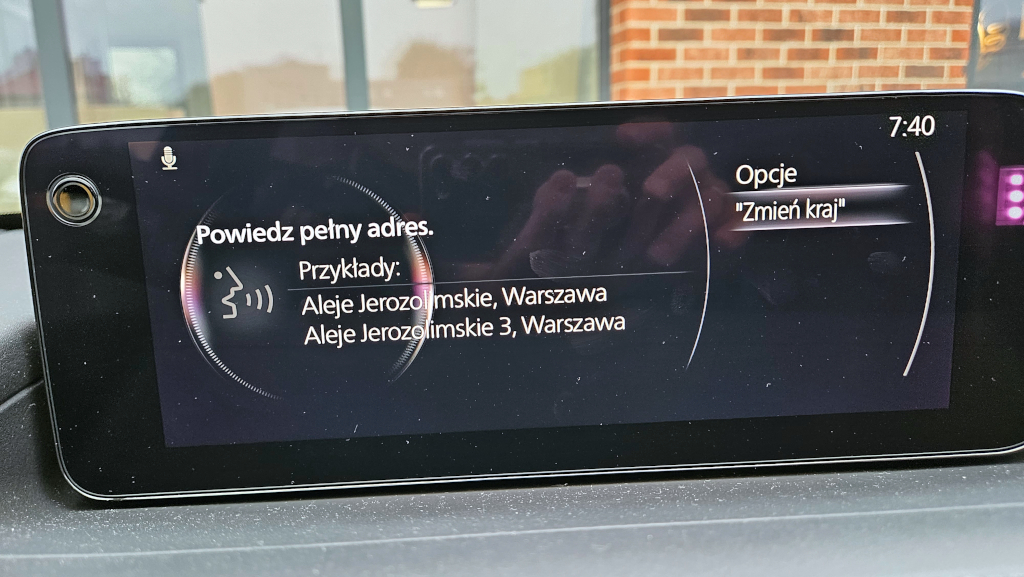 7:40
Powiedz pełny adres.
Przykłady:
Aleje Jerozolimskie, Warszawa
Aleje Jerozolimskie 3, Warszawa
Opcje
"Zmień kraj"